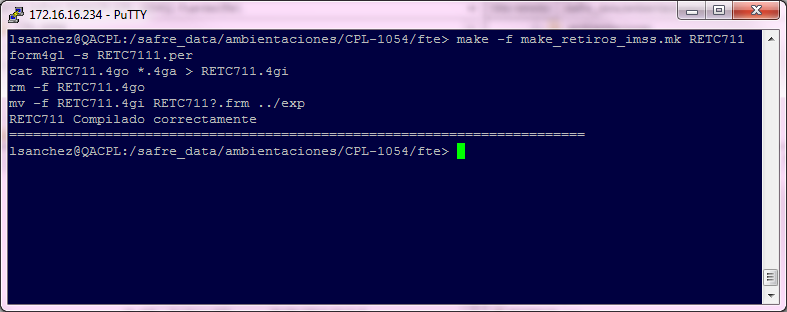 172.16.16.234 - PuTTY
lsanchez@QACPL:/safre_data/ambientaciones/CPL-1054/fte> make -f make_retiros_imss.mk RETC711
form4gl -s RETC7111.per
cat RETC711.4go *.4ga > RETC711.4gi
rm -f RETC711.4go
mv -f RETC711.4gi RETC711?.frm ../exp
RETC711 Compilado correctamente
========================================================================
lsanchez@QACPL:/safre_data/ambientaciones/CPL-1054/fte>